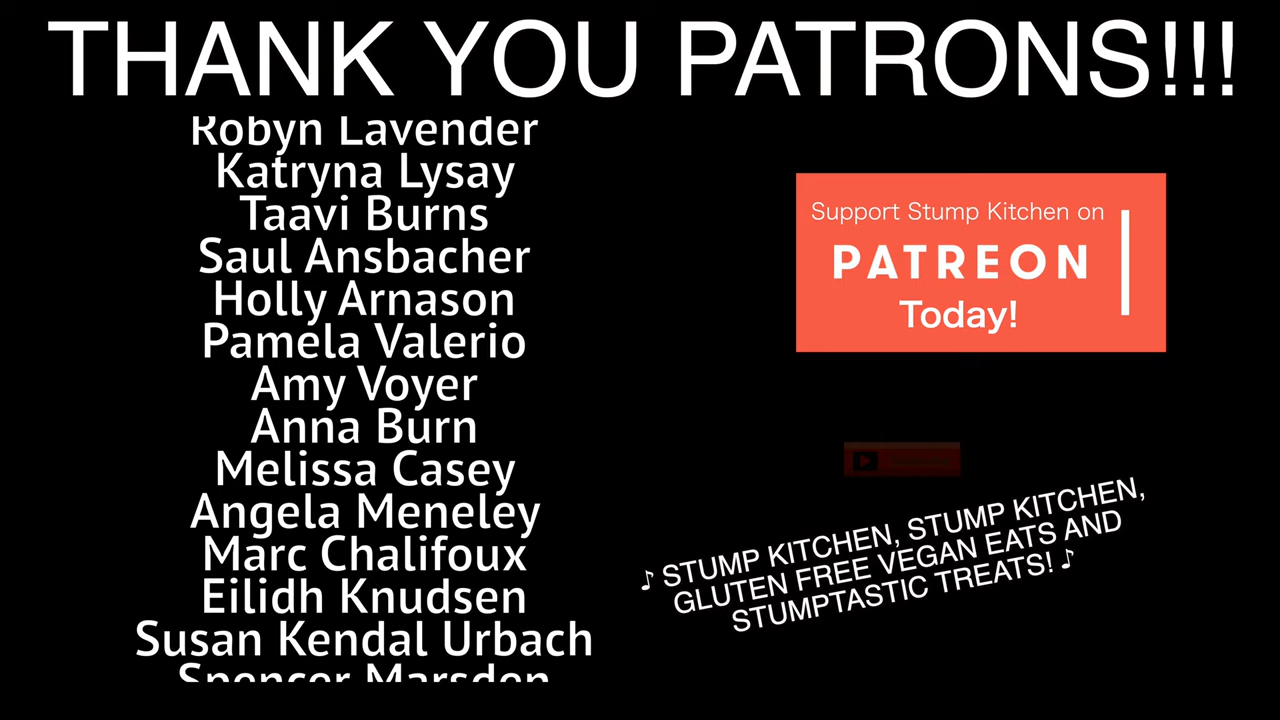 THANK YOU PATRONS!!!
Robyn Lavender
Katryna Lysay
Taavi Burns
Saul Ansbacher
Holly Arnason
Pamela Valerio
Amy Voyer
Anna Burn
Melissa Casey
Angela Meneley
Marc Chalifoux
Eilidh Knudsen
Susan Kendal Urbach
Spencer Marsden
Support Stump Kitchen on
PATREON
Today!
♪ STUMP KITCHEN, STUMP KITCHEN,
GLUTEN FREE VEGAN EATS AND
STUMPTASTIC TREATS! ♪